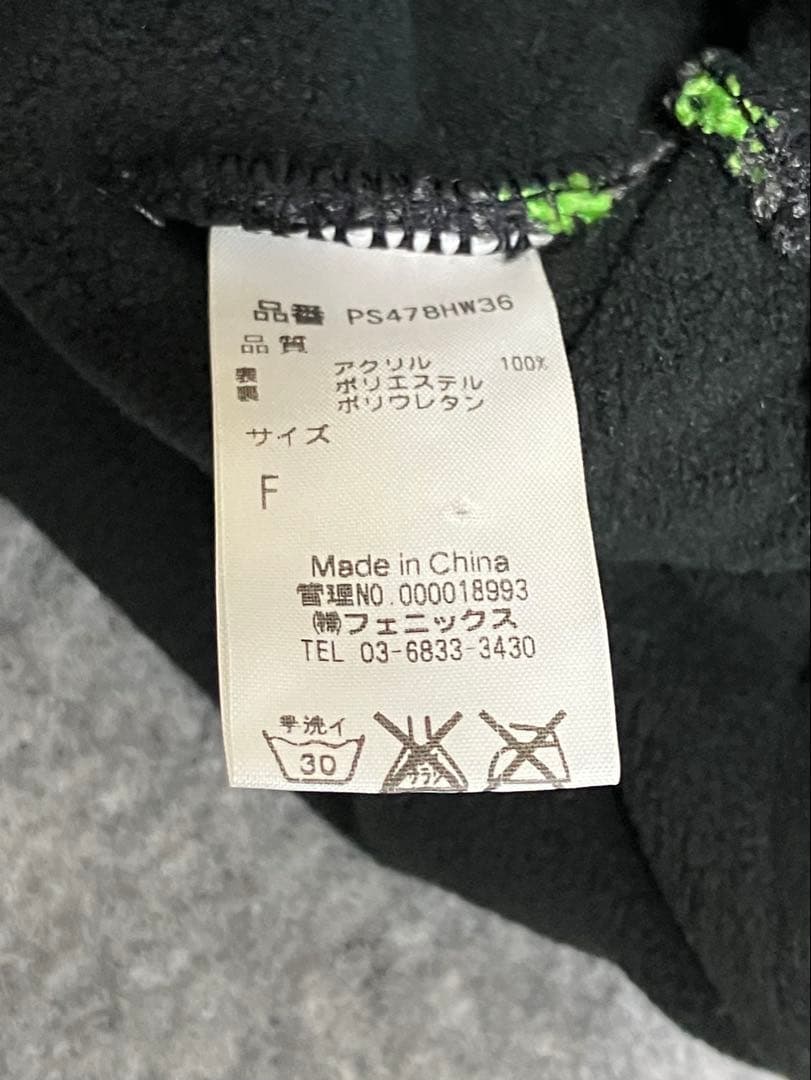 品番 PS478HW36
品質
表 アクリル 100%
裏 ポリエステル
ポリウレタン
サイズ
F
Made in China
管理NO.000018993
㈱フェニックス
TEL 03-6833-3430
手洗イ
30